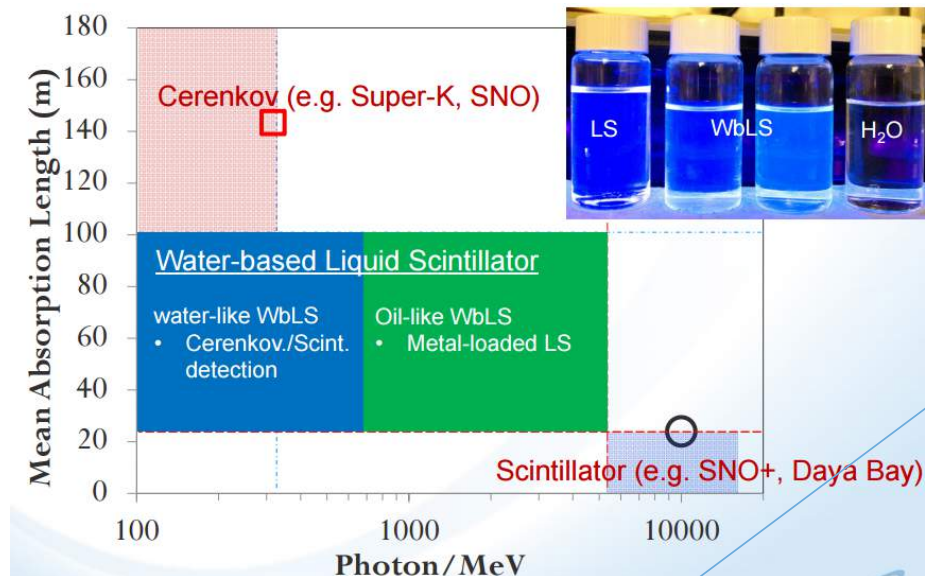 180
160
140
120
100
80
60
40
20
0
Mean Absorption Length (m)
Cerenkov (e.g. Super-K, SNO)
LS
WbLS
H₂O
Water-based Liquid Scintillator
water-like WbLS
• Cerenkov./Scint.
detection
Oil-like WbLS
• Metal-loaded LS
Scintillator (e.g. SNO+, Daya Bay)
100
1000
10000
Photon/MeV